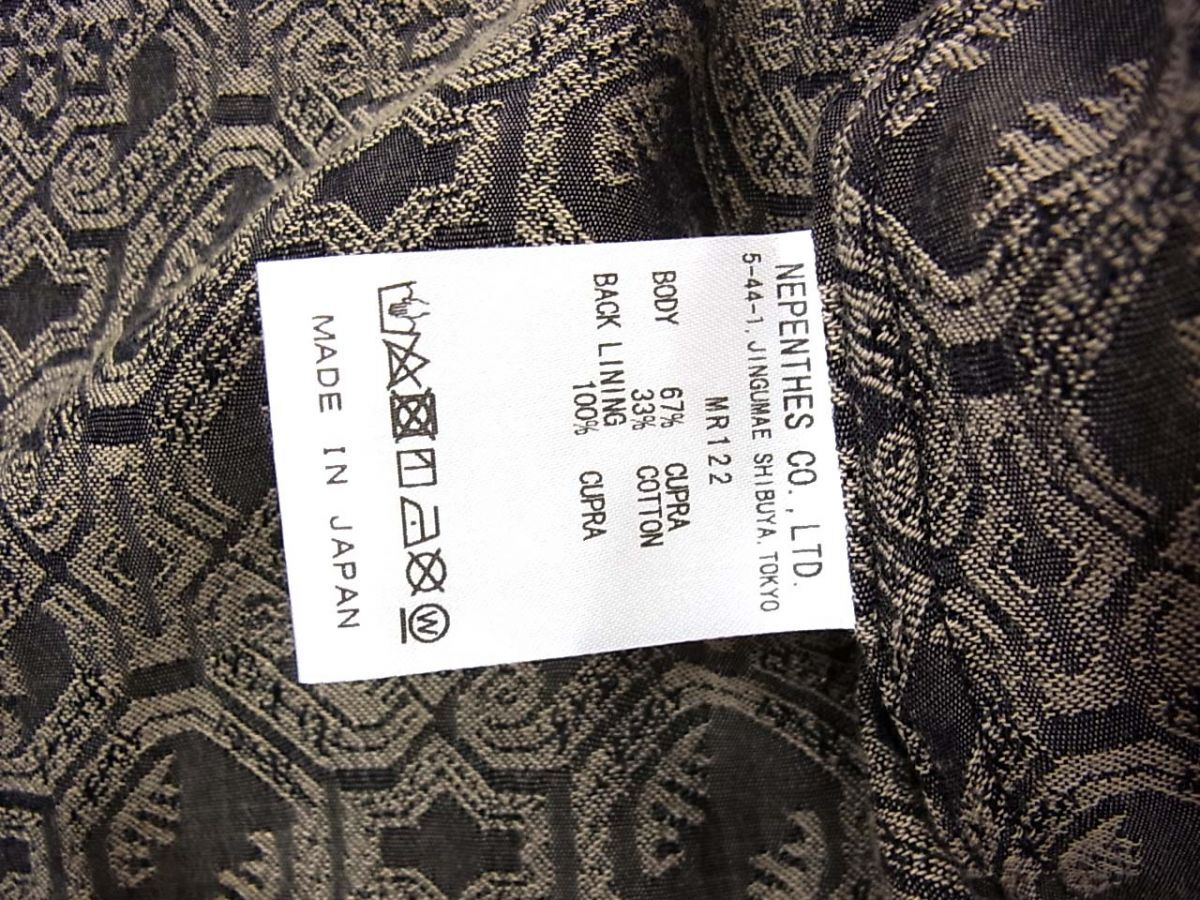 NEPENTHES CO.,LTD.
5-44-1, JINGUMAE SHIBUYA, TOKYO
MR122
BODY 67% CUPRA
33% COTTON
BACK LINING
100% CUPRA
W
MADE IN JAPAN